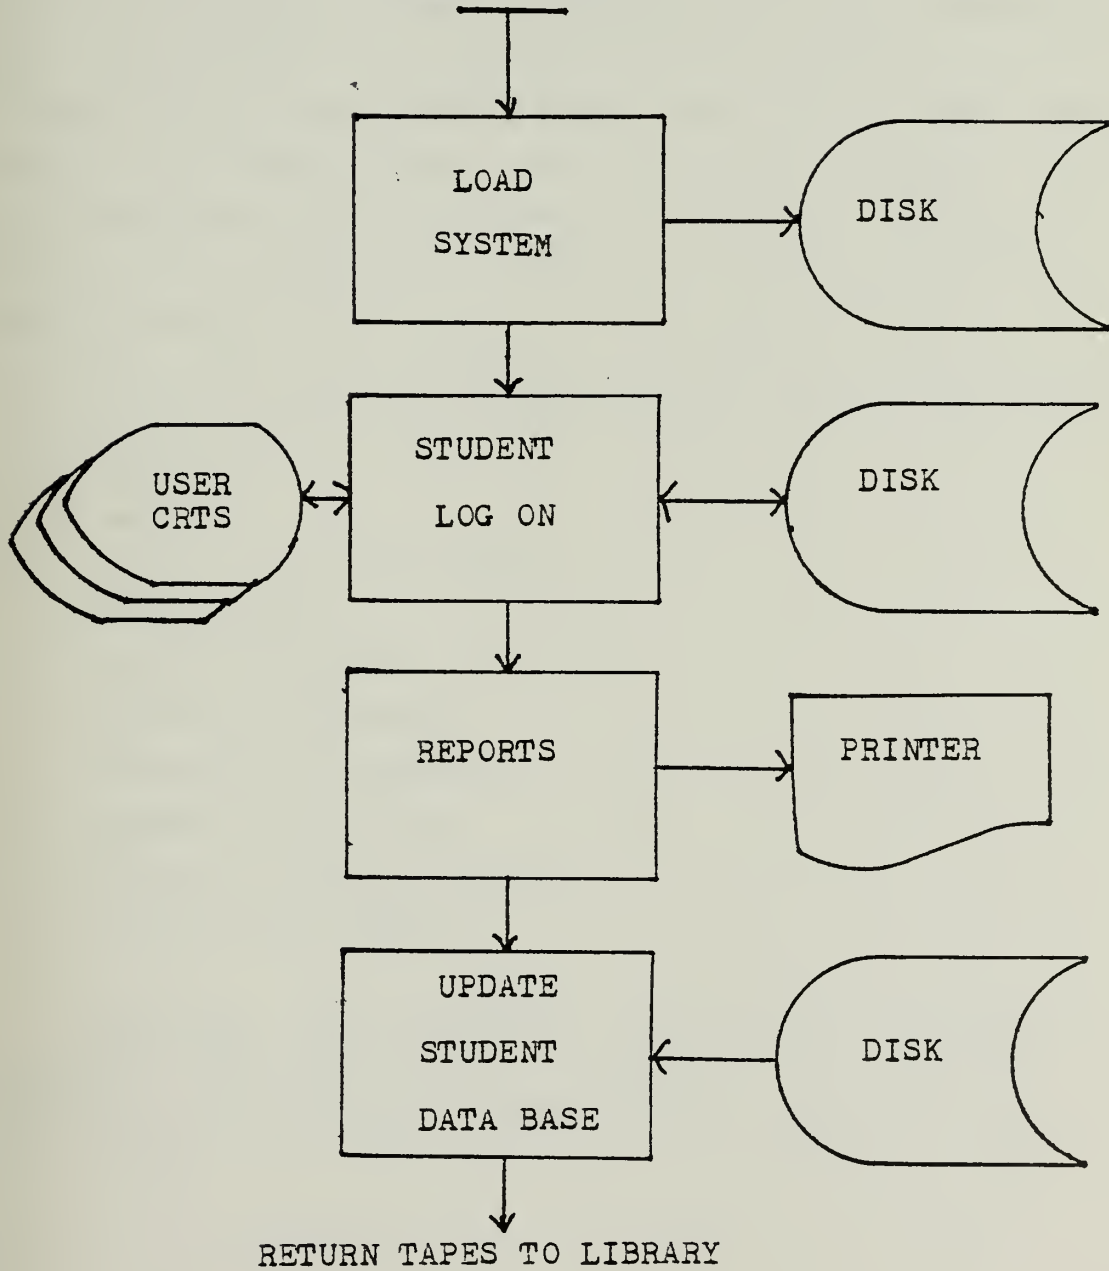 LOAD
SYSTEM
DISK
USER
CRTS
STUDENT
LOG ON
DISK
REPORTS
PRINTER
UPDATE
STUDENT
DATA BASE
DISK
RETURN TAPES TO LIBRARY